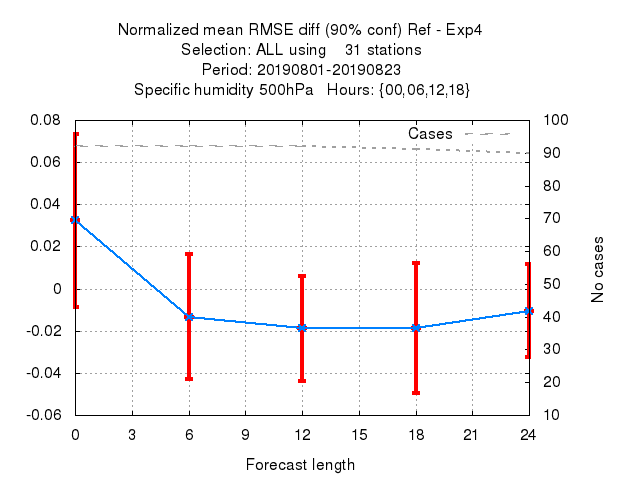 Normalized mean RMSE diff (90% conf) Ref - Exp4
Selection: ALL using    31 stations
Period: 20190801-20190823
Specific humidity 500hPa   Hours: {00,06,12,18}
Cases
0.08
0.06
0.04
0.02
0
-0.02
-0.04
-0.06
100
90
80
70
60
50
40
30
20
10
No cases
0 3 6 9 12 15 18 21 24
Forecast length